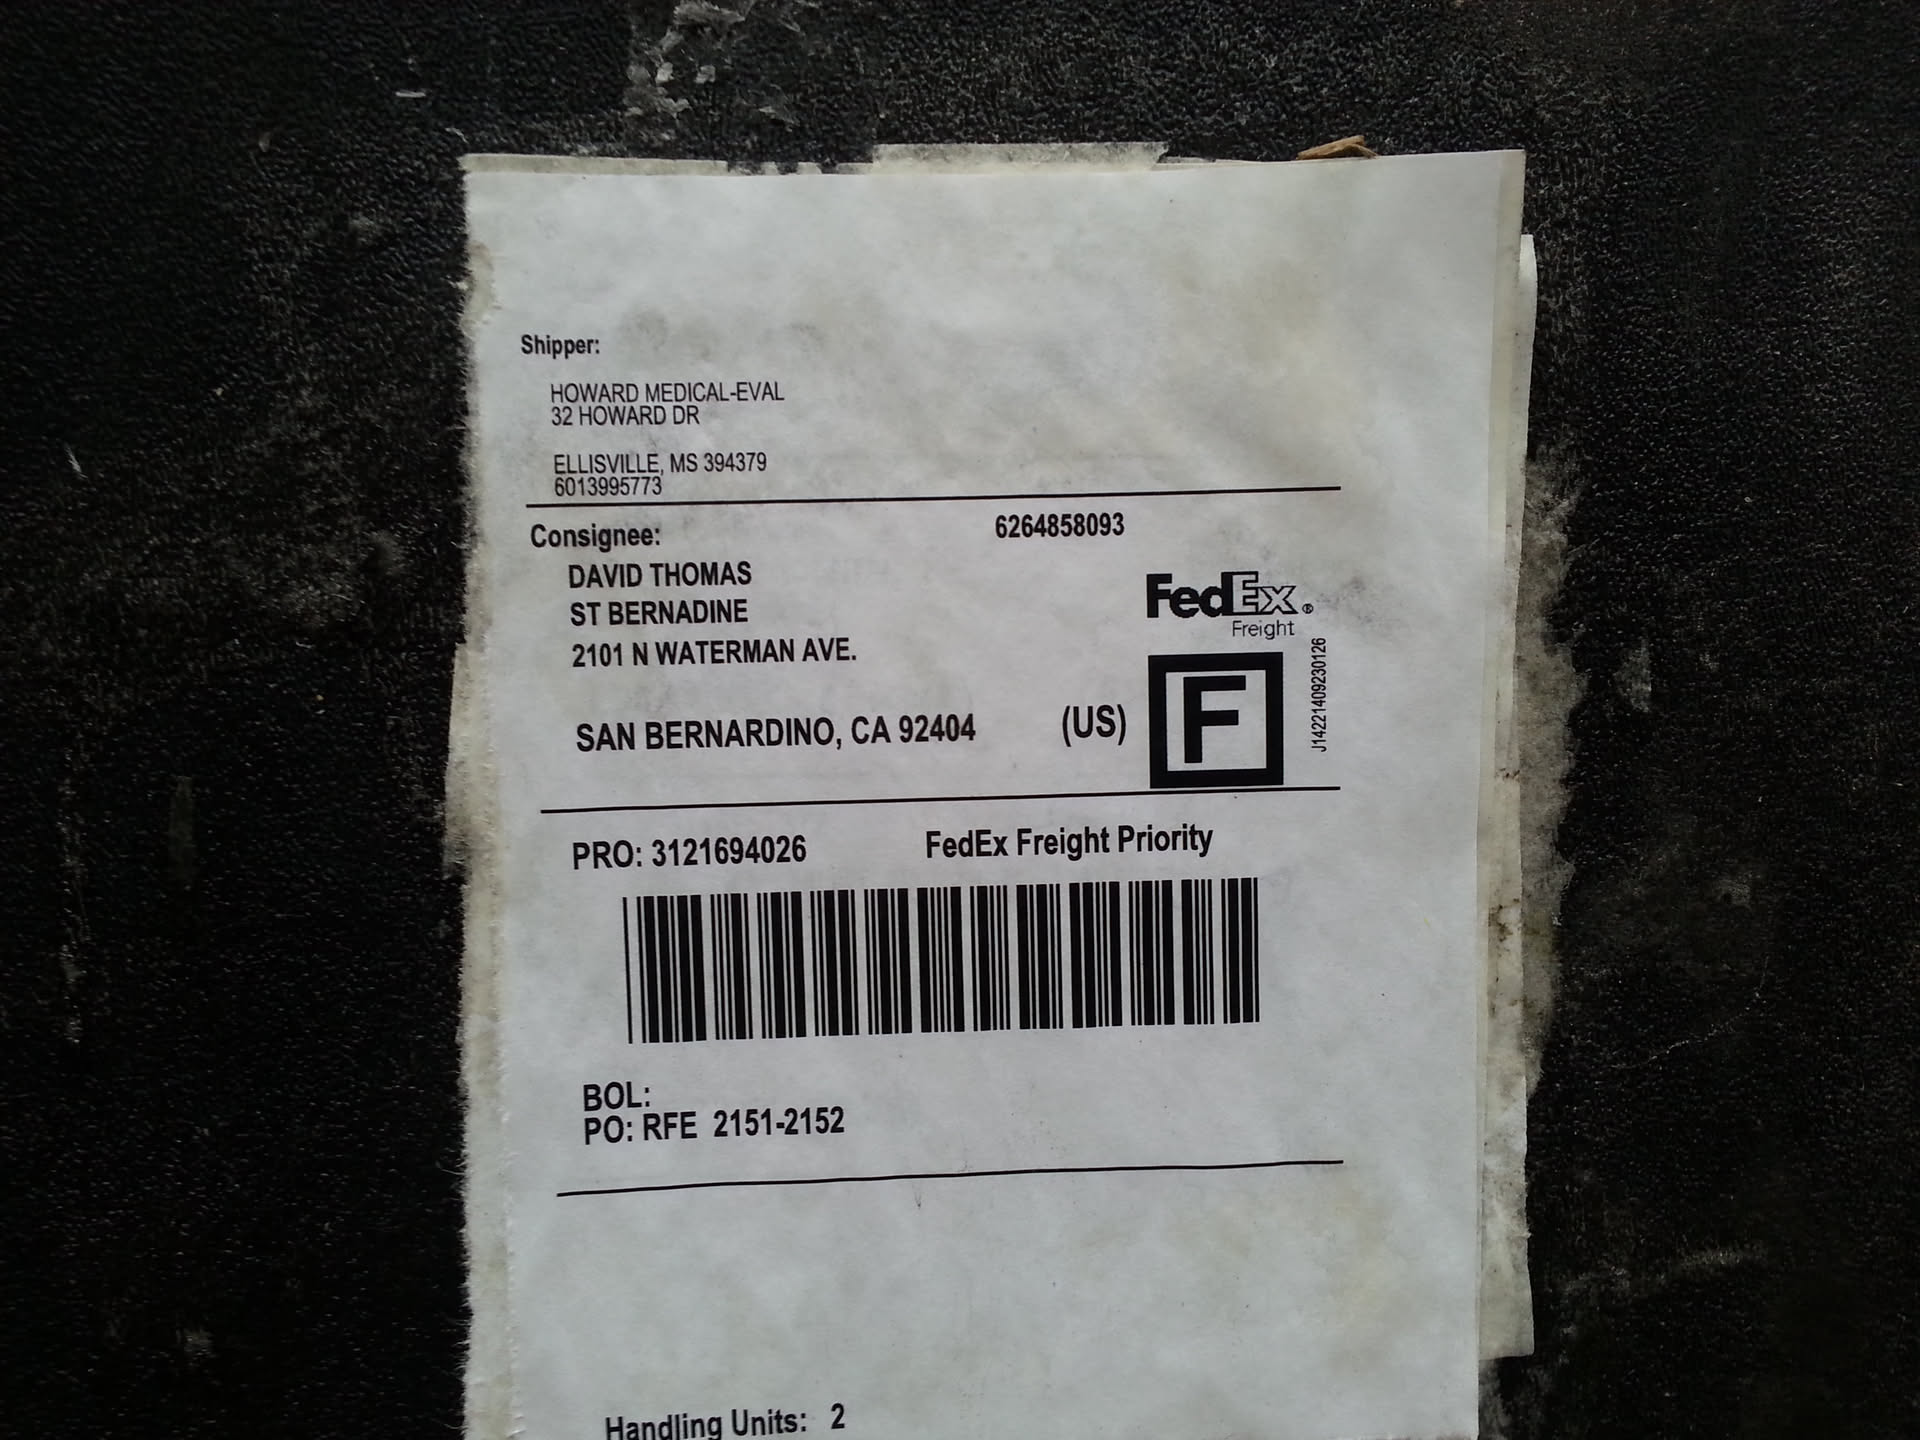 Shipper:
HOWARD MEDICAL-EVAL
32 HOWARD DR
ELLISVILLE, MS 394379
6013995773
Consignee: 6264858093
DAVID THOMAS
ST BERNADINE
2101 N WATERMAN AVE.
SAN BERNARDINO, CA 92404 (US)
FedEx®
Freight
F
J14221409230126
PRO: 3121694026 FedEx Freight Priority
BOL:
PO: RFE 2151-2152
Handling Units: 2